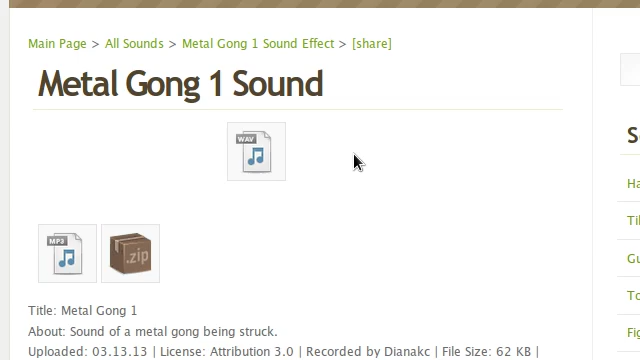 Main Page > All Sounds > Metal Gong 1 Sound Effect > [share]
Metal Gong 1 Sound
WAV
MP3
.zip
Title: Metal Gong 1
About: Sound of a metal gong being struck.
Uploaded: 03.13.13 | License: Attribution 3.0 | Recorded by Dianakc | File Size: 62 KB |